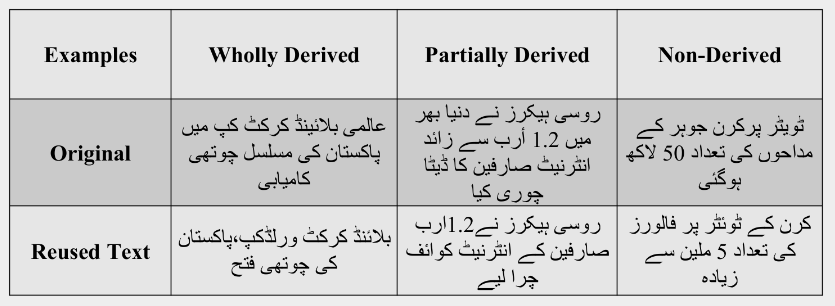 Examples
Wholly Derived
Partially Derived
Non-Derived
Original
عالمی بلائینڈ کرکٹ کپ میں
پاکستان کی مسلسل چوتھی
کامیابی
روسی ہیکرز نے دنیا بھر
میں 1.2 أرب سے زائد
انٹرنیٹ صارفین کا ڈیٹا
چوری کیا
ٹویٹر پرکرن جوہر کے
مداحوں کی تعداد 50 لاکھ
ہوگئی
Reused Text
بلائنڈ کرکٹ ورلڈکپ،پاکستان
کی چوتھی فتح
روسی ہیکرز نے1.2ارب
صارفین کے انٹرنیٹ کوائف
چرا لیے
کرن کے ٹوئٹر پر فالورز
کی تعداد 5 ملین سے
زیادہ